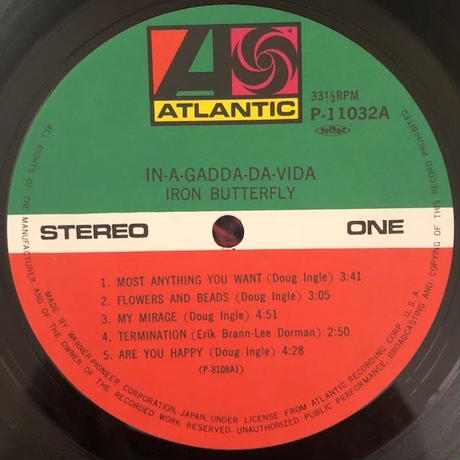 ATLANTIC
33⅓RPM
P-11032A
IN-A-GADDA-DA-VIDA
IRON BUTTERFLY
STEREO
ONE
1. MOST ANYTHING YOU WANT (Doug Ingle) 3:41
2. FLOWERS AND BEADS (Doug Ingle) 3:05
3. MY MIRAGE (Doug Ingle) 4:51
4. TERMINATION (Erik Brann-Lee Dorman) 2:50
5. ARE YOU HAPPY (Doug Ingle) 4:28
(P-8108A1)
MADE BY WARNER-PIONEER CORPORATION, JAPAN, UNDER LICENSE FROM ATLANTIC RECORDING CORP. U.S.A.
ALL RIGHTS OF THE MANUFACTURER AND OF THE OWNER OF THE RECORDED WORK RESERVED. UNAUTHORIZED PUBLIC PERFORMANCE, BROADCASTING AND COPYING OF THIS RECORD PROHIBITED.